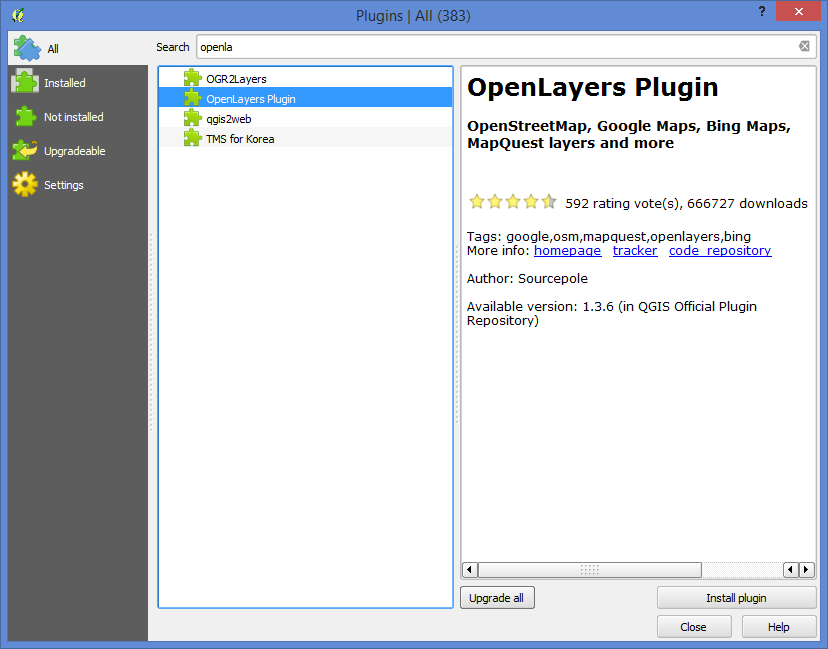 Plugins | All (383)
?
All
Installed
Not installed
Upgradeable
Settings
Search
openla
OGR2Layers
OpenLayers Plugin
qgis2web
TMS for Korea
OpenLayers Plugin
OpenStreetMap, Google Maps, Bing Maps,
MapQuest layers and more
592 rating vote(s), 666727 downloads
Tags: google,osm,mapquest,openlayers,bing
More info: homepage tracker code_repository
Author: Sourcepole
Available version: 1.3.6 (in QGIS Official Plugin
Repository)
Upgrade all
Install plugin
Close
Help